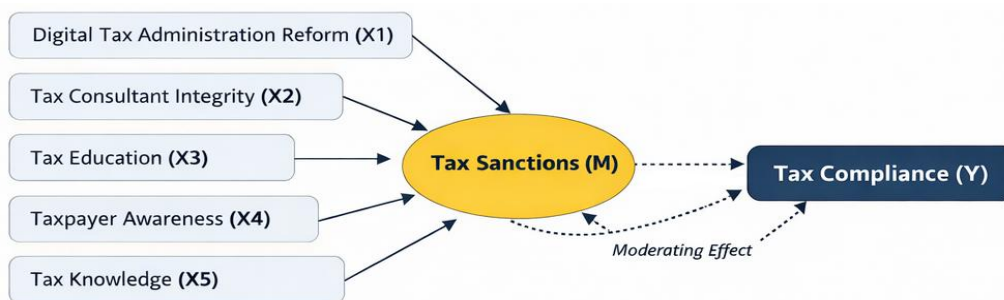 Digital Tax Administration Reform (X1)
Tax Consultant Integrity (X2)
Tax Education (X3)
Taxpayer Awareness (X4)
Tax Knowledge (X5)
Tax Sanctions (M)
Tax Compliance (Y)
Moderating Effect